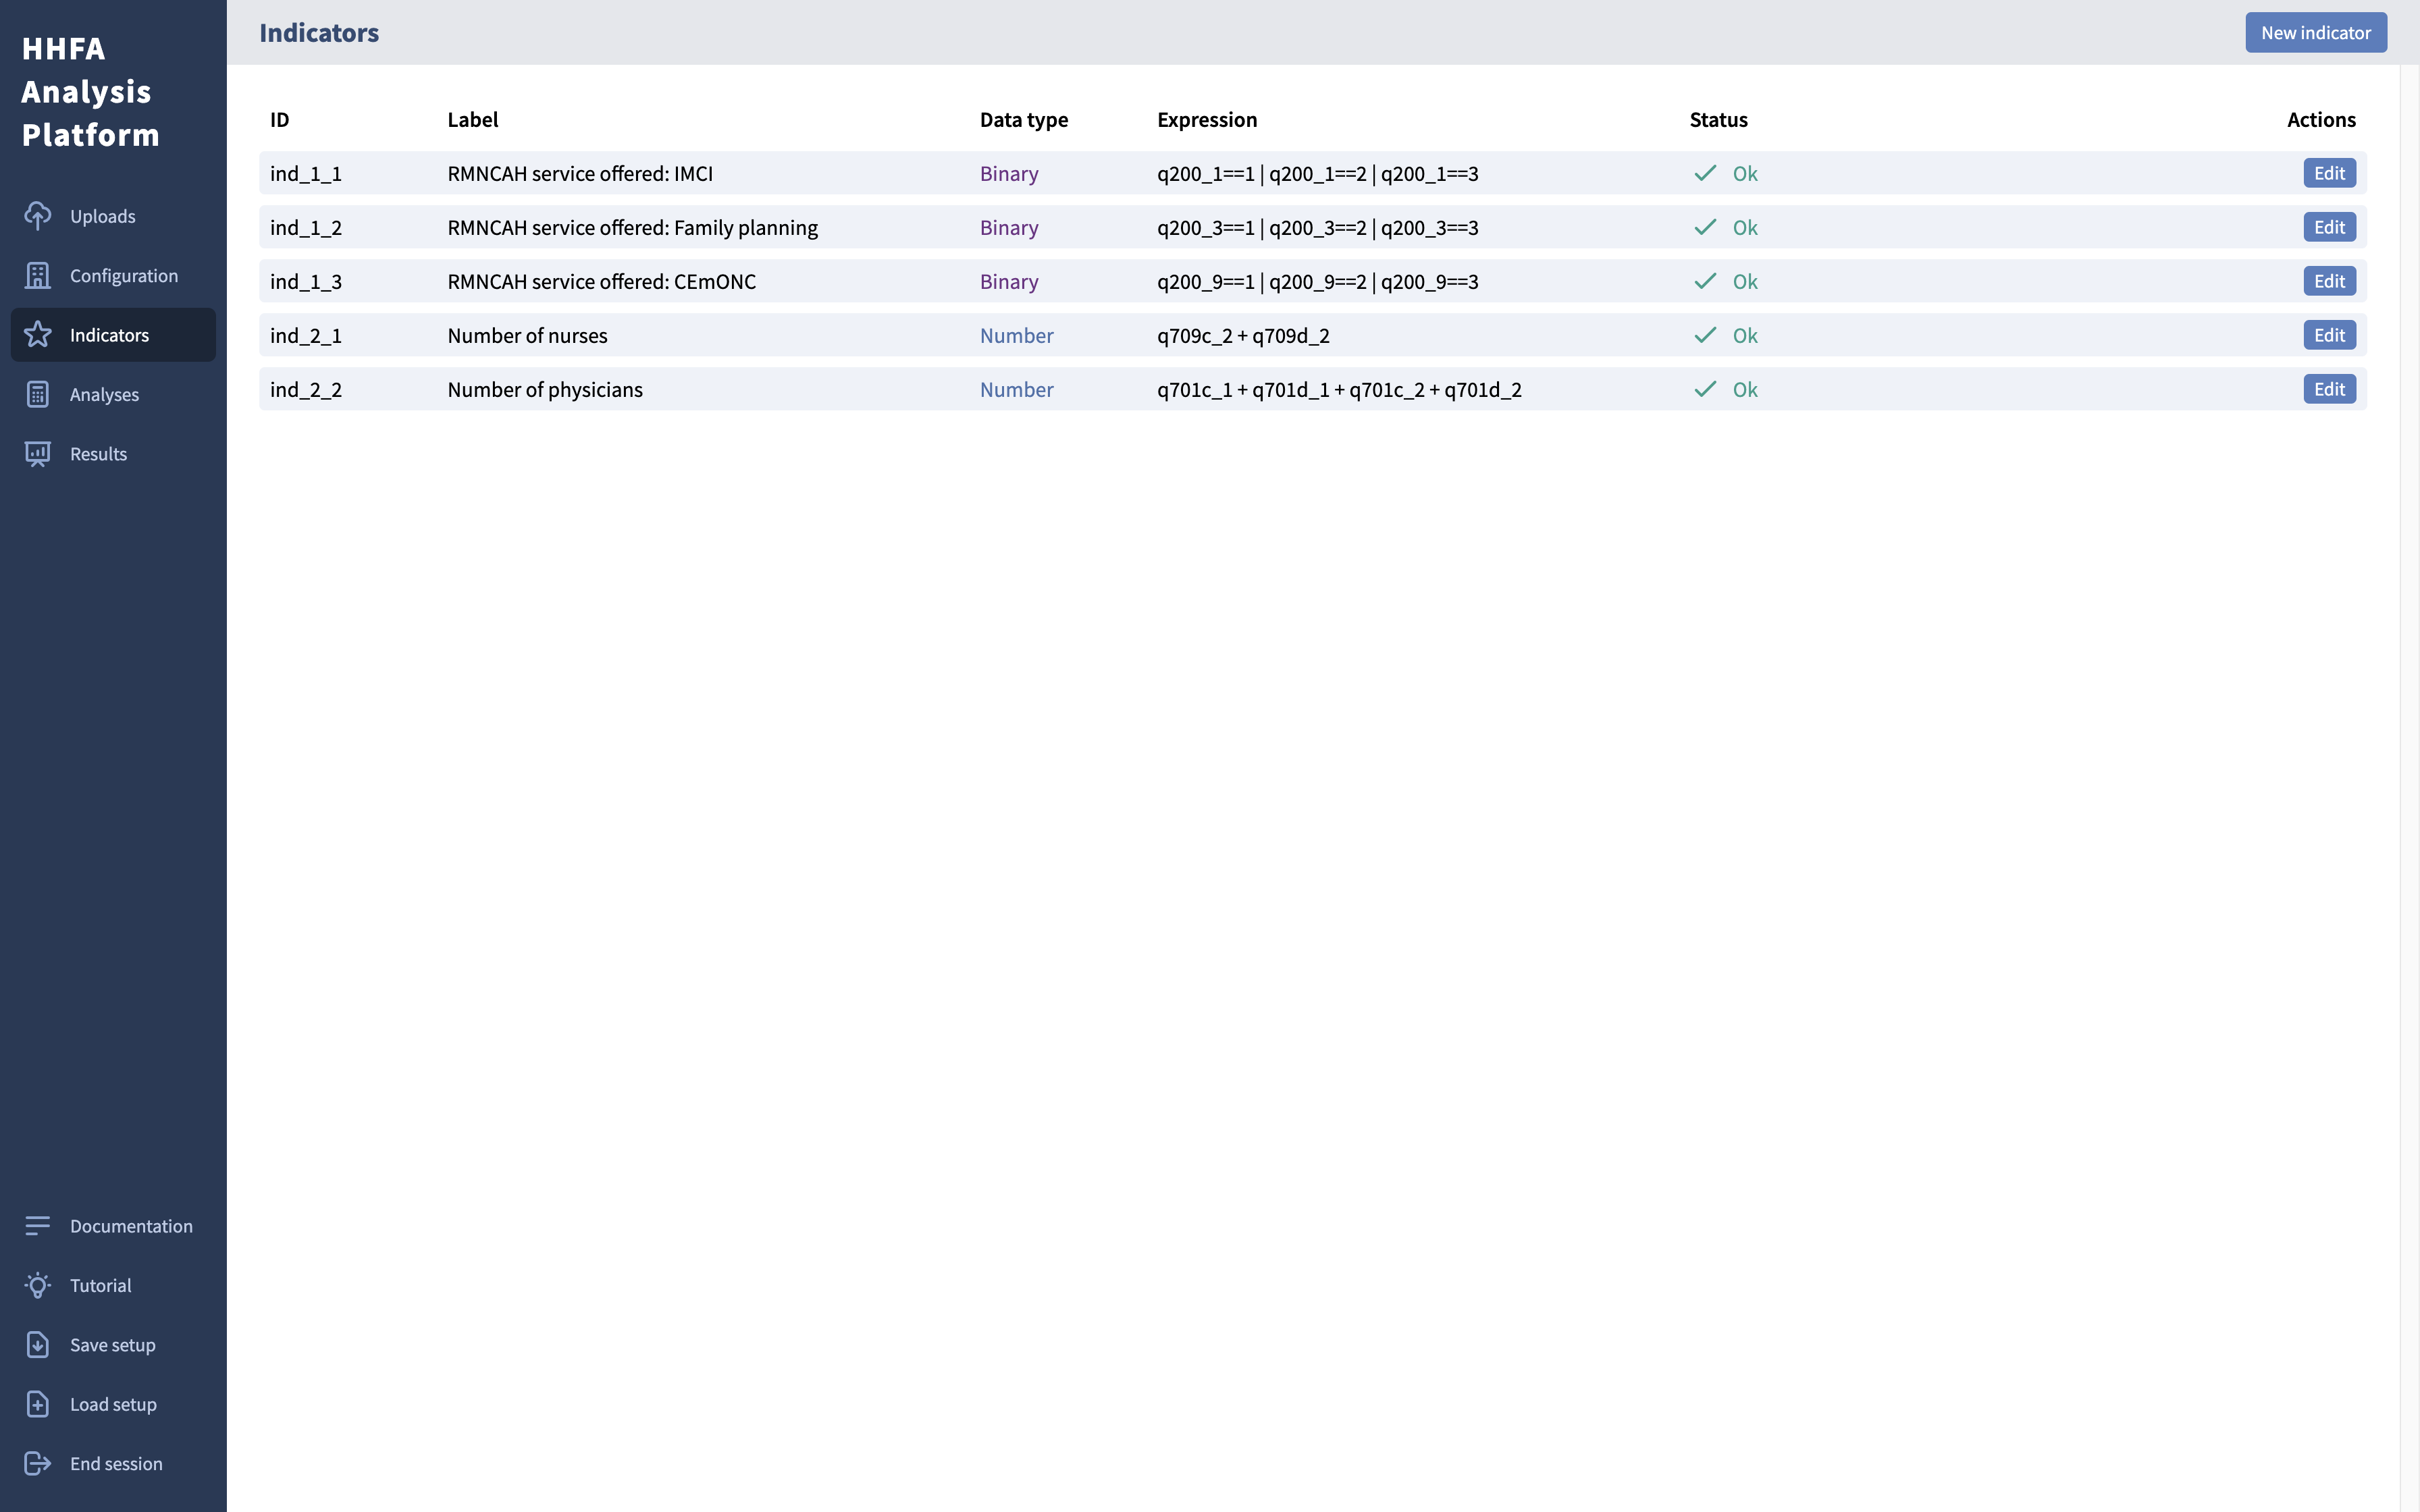 HHFA
Analysis
Platform
Uploads
Configuration
Indicators
Analyses
Results
Documentation
Tutorial
Save setup
Load setup
End session
Indicators New indicator
ID Label Data type Expression Status Actions
ind_1_1 RMNCAH service offered: IMCI Binary q200_1==1 | q200_1==2 | q200_1==3 Ok Edit
ind_1_2 RMNCAH service offered: Family planning Binary q200_3==1 | q200_3==2 | q200_3==3 Ok Edit
ind_1_3 RMNCAH service offered: CEmONC Binary q200_9==1 | q200_9==2 | q200_9==3 Ok Edit
ind_2_1 Number of nurses Number q709c_2 + q709d_2 Ok Edit
ind_2_2 Number of physicians Number q701c_1 + q701d_1 + q701c_2 + q701d_2 Ok Edit